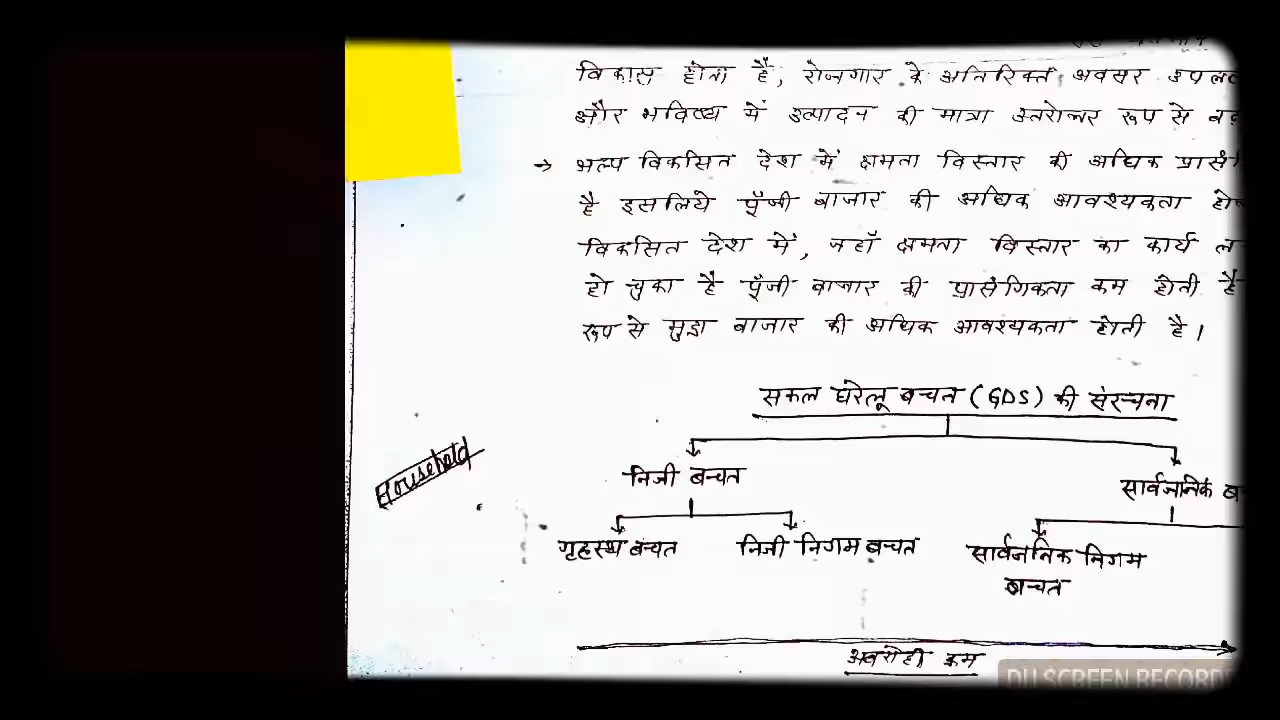 विकास होता है, रोजगार के अतिरिक्त अवसर
और भविष्य में उत्पादन की मात्रा उत्तरोत्तर रूप से
→ अल्प विकसित देश में क्षमता विस्तार की अधिक
है इसलिये पूँजी बाजार की अधिक आवश्यकता
विकसित देश में, जहाँ क्षमता विस्तार का कार्य
हो चुका है पूँजी बाजार की प्रासंगिकता कम होती है
रूप से मुद्रा बाजार की अधिक आवश्यकता होती है।
सकल घरेलू बचत (GDS) की संरचना
Household
निजी बचत सार्वजनिक
गृहस्थ बचत निजी निगम बचत सार्वजनिक निगम
बचत
अवरोही क्रम
DU SCREEN RECORD